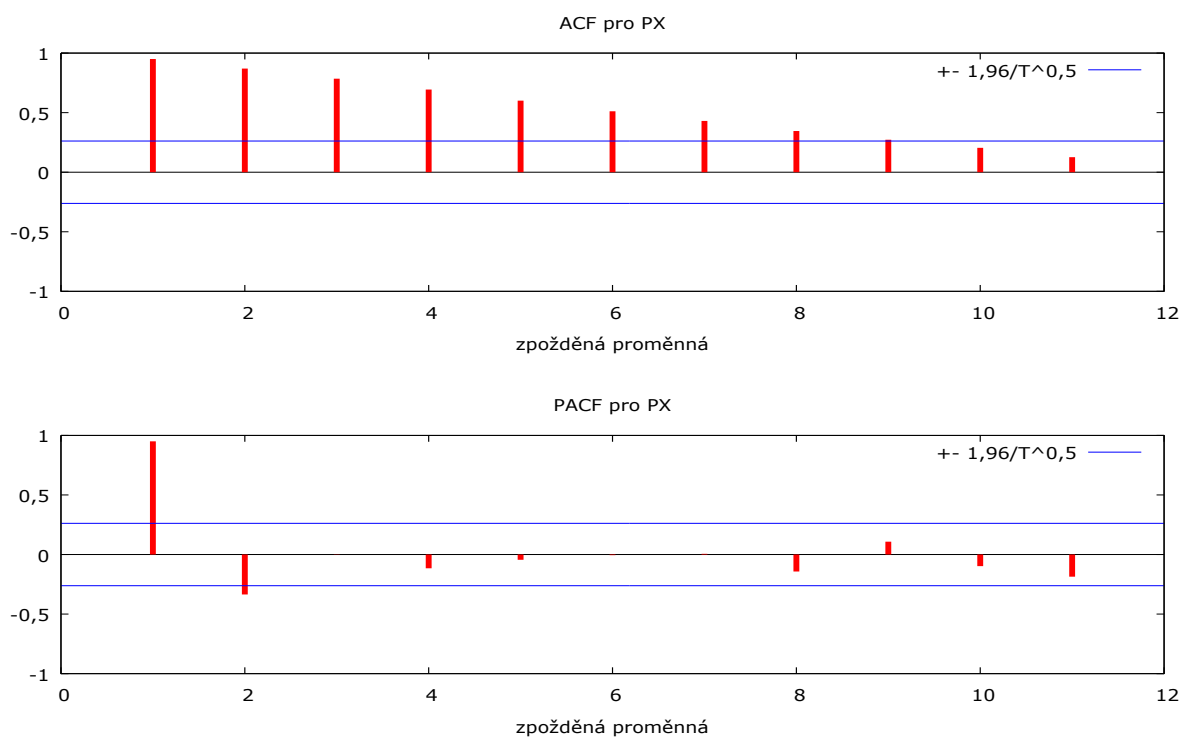 ACF pro PX
+- 1,96/T^0,5
1
0,5
0
-0,5
-1
0 2 4 6 8 10 12
zpožděná proměnná
PACF pro PX
+- 1,96/T^0,5
1
0,5
0
-0,5
-1
0 2 4 6 8 10 12
zpožděná proměnná